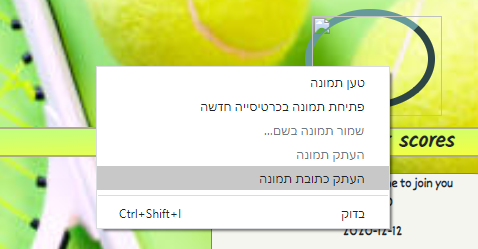 טען תמונה
פתיחת תמונה בכרטיסייה חדשה
שמור תמונה בשם...
העתק תמונה
העתק כתובת תמונה
בדוק Ctrl+Shift+I
scores
to join you
2020-12-12